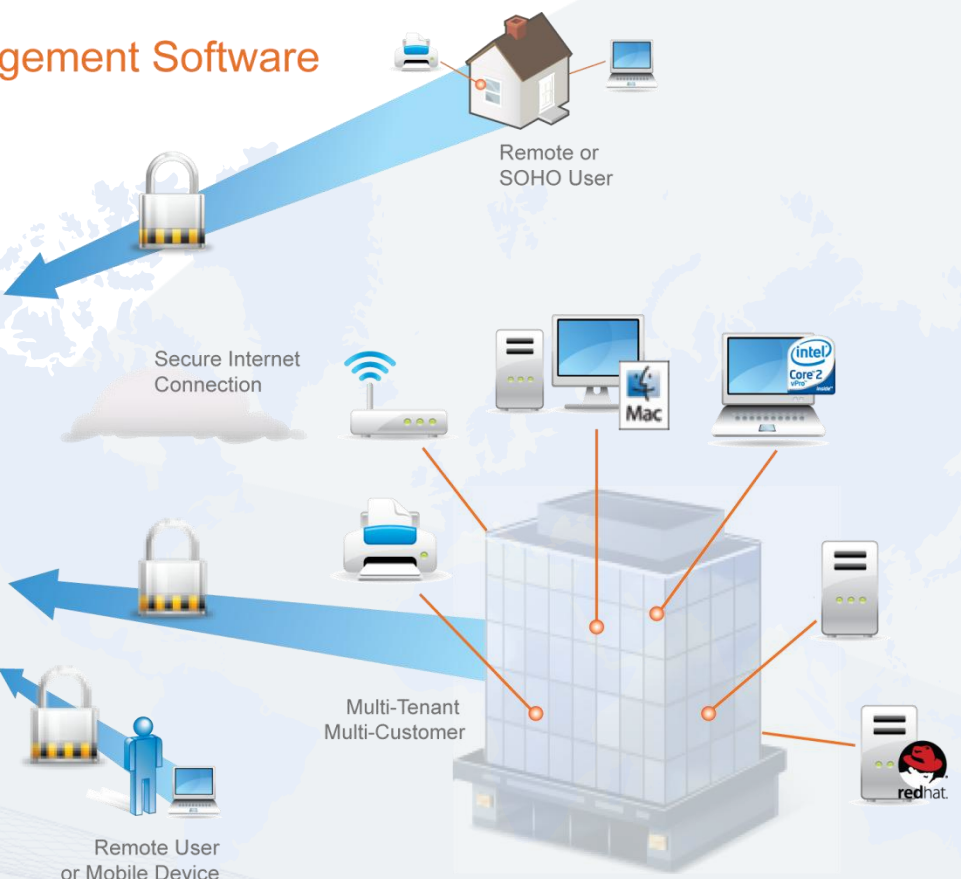 gement Software
Remote or
SOHO User
Secure Internet
Connection
Mac
intel
Core 2
vPro
inside
Multi-Tenant
Multi-Customer
redhat.
Remote User
or Mobile Device